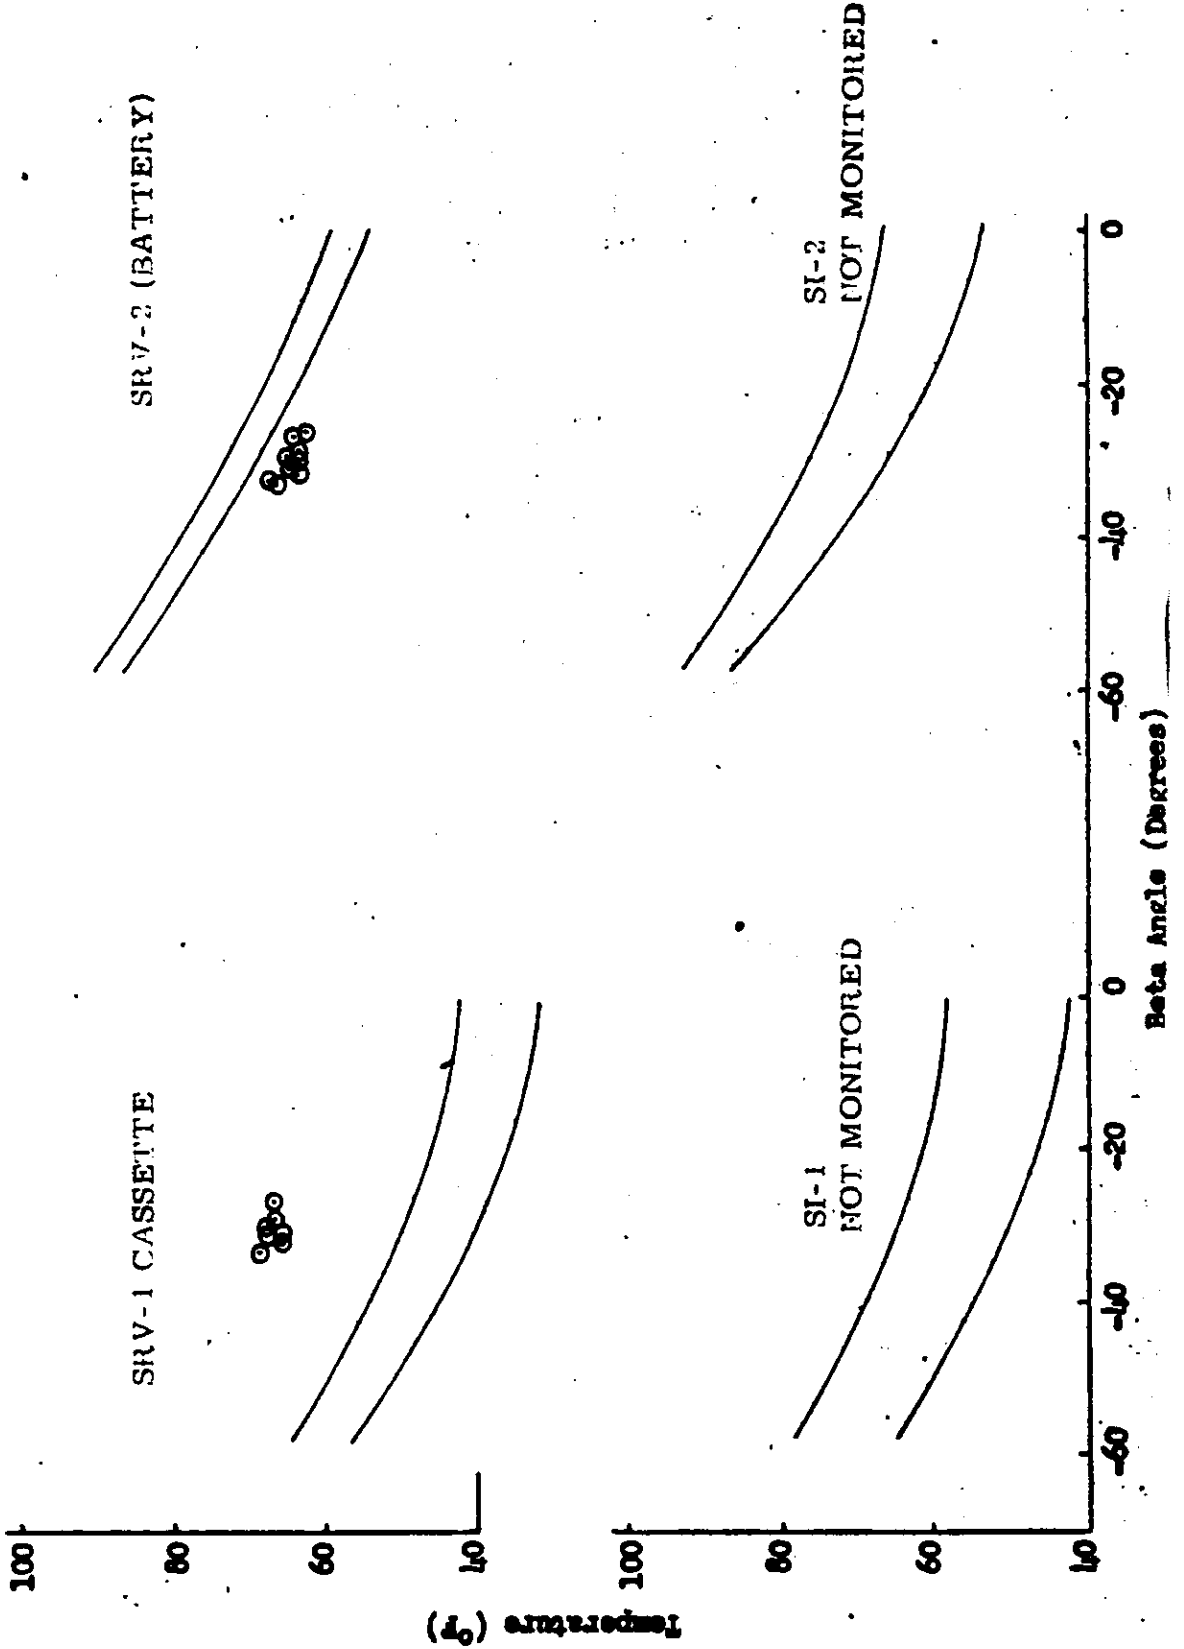 SRV-1 CASSETTE
SRV-2 (BATTERY)
100
80
60
SI-1
NOT MONITORED
SI-2
NOT MONITORED
100
80
60
40
-60
-40
-20
0
-60
-40
-20
0
Temperature (°F)
Beta Angle (Degrees)